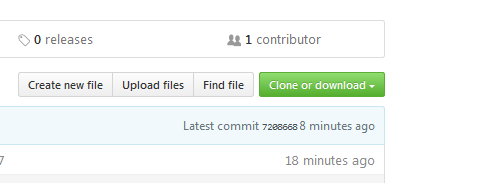 0 releases
1 contributor
Create new file
Upload files
Find file
Clone or download
Latest commit 7208668 8 minutes ago
7
18 minutes ago